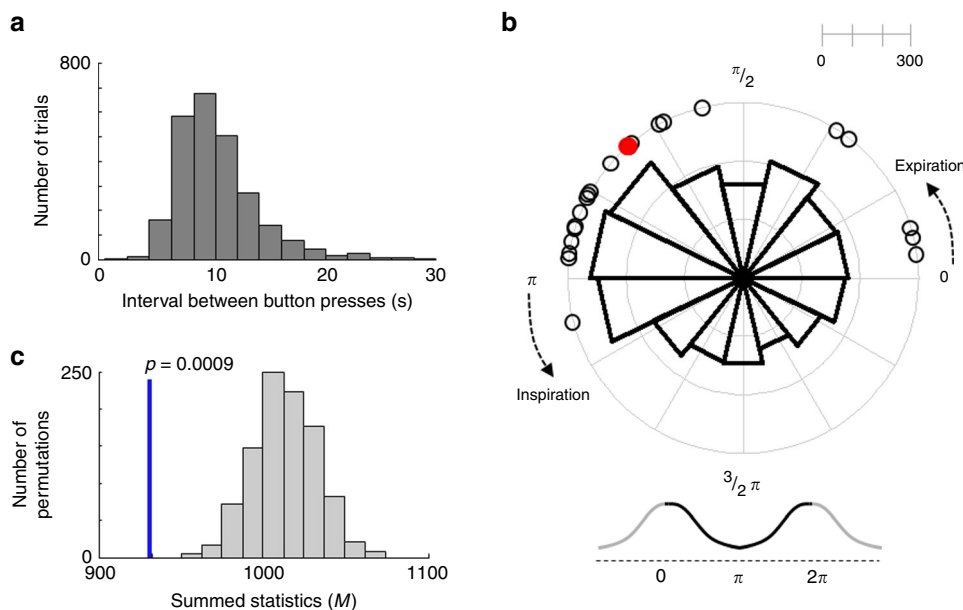 a
800
Number of trials
0
0 10 20 30
Interval between button presses (s)
b
0 300
π/2
Expiration
π
0
Inspiration
3/2 π
0 π 2π
c
p = 0.0009
250
Number of
permutations
0
900 1000 1100
Summed statistics (M)